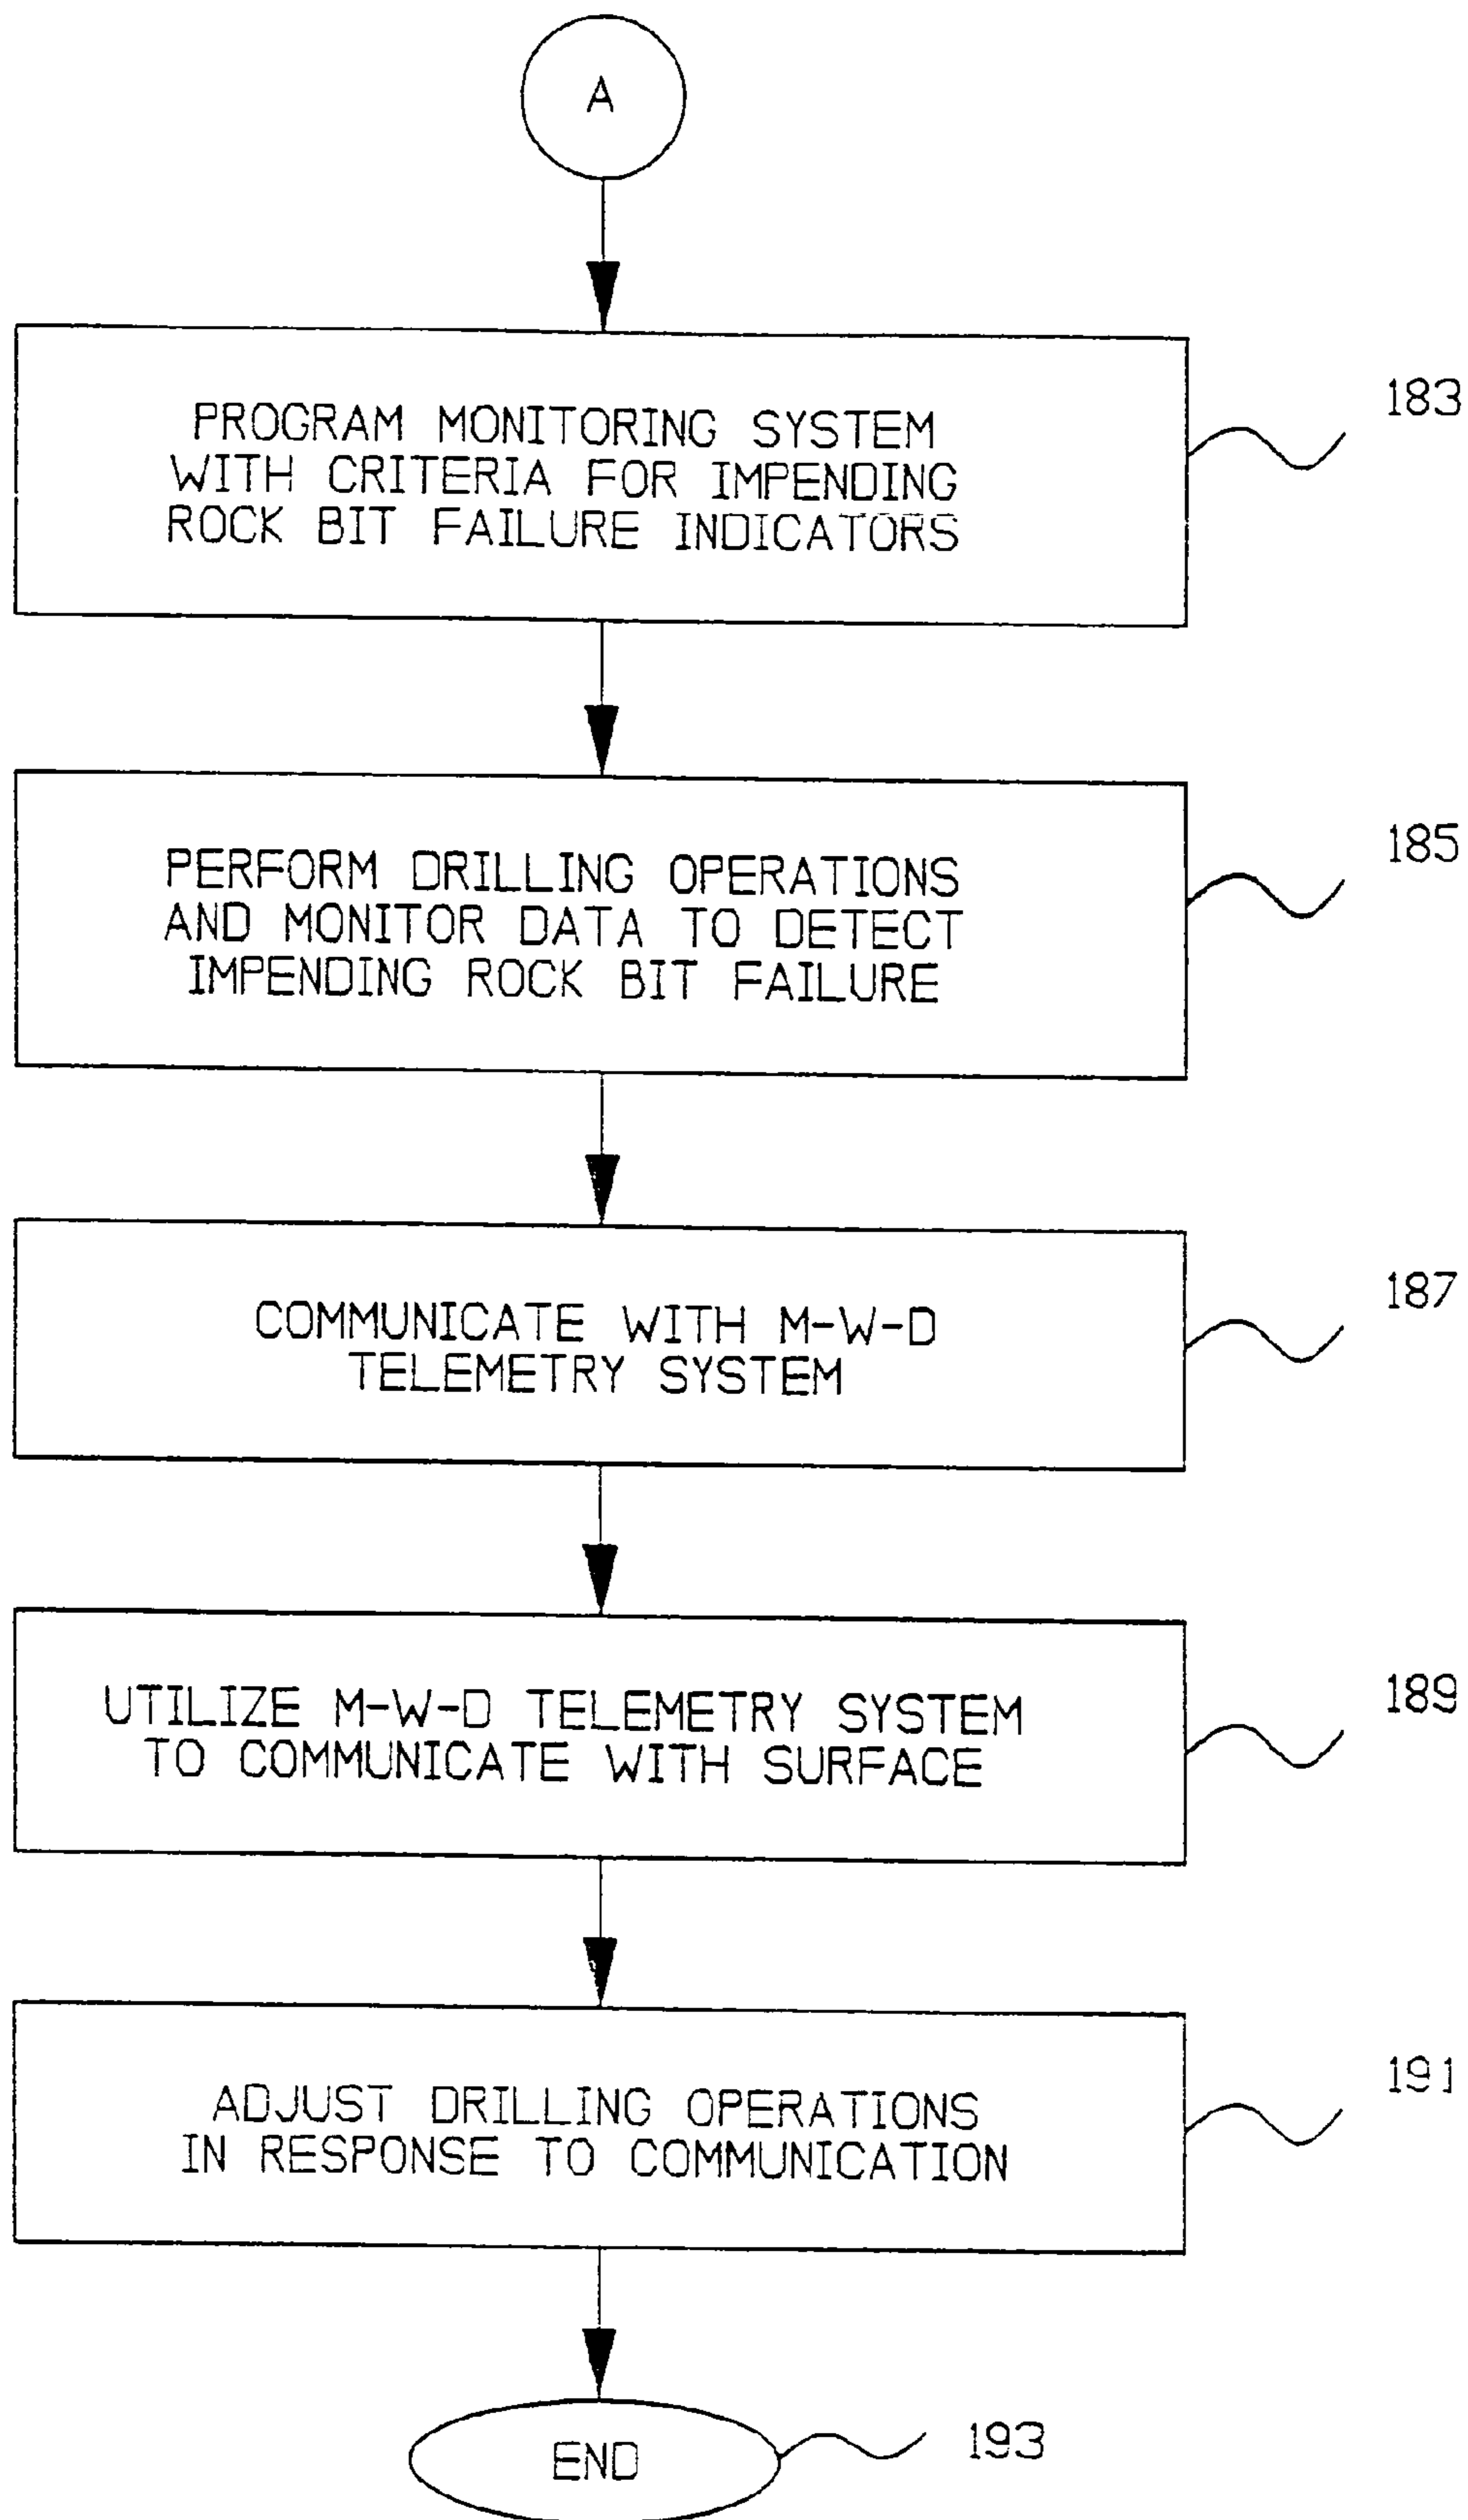 A
PROGRAM MONITORING SYSTEM
WITH CRITERIA FOR IMPENDING
ROCK BIT FAILURE INDICATORS
183
PERFORM DRILLING OPERATIONS
AND MONITOR DATA TO DETECT
IMPENDING ROCK BIT FAILURE
185
COMMUNICATE WITH M-W-D
TELEMETRY SYSTEM
187
UTILIZE M-W-D TELEMETRY SYSTEM
TO COMMUNICATE WITH SURFACE
189
ADJUST DRILLING OPERATIONS
IN RESPONSE TO COMMUNICATION
191
END
193